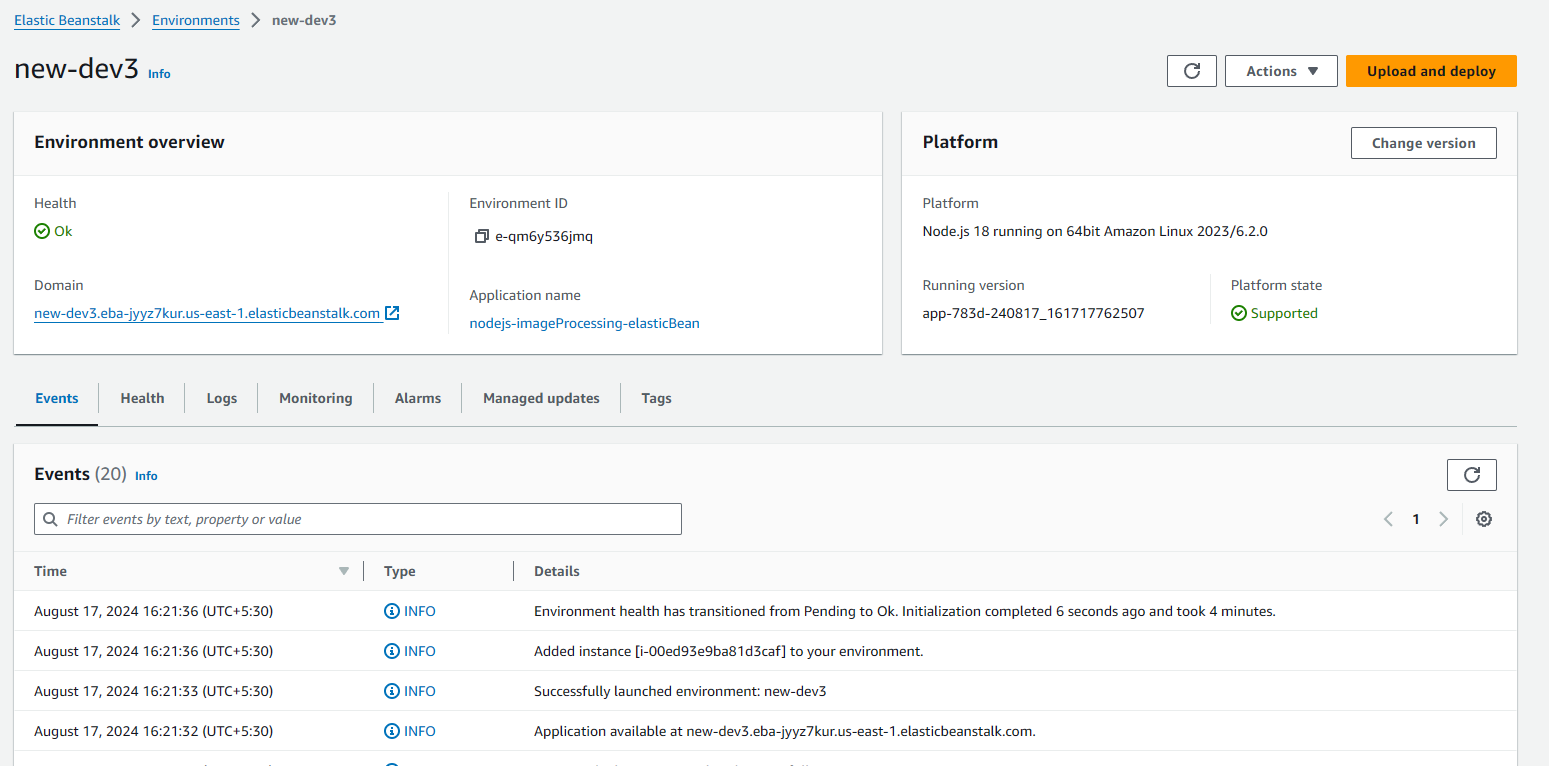 Elastic Beanstalk > Environments > new-dev3
new-dev3 Info
Actions ▼ Upload and deploy
Environment overview
Health
Ok
Domain
new-dev3.eba-jyyz7kur.us-east-1.elasticbeanstalk.com
Environment ID
e-qm6y536jmq
Application name
nodejs-imageProcessing-elasticBean
Platform
Change version
Platform
Node.js 18 running on 64bit Amazon Linux 2023/6.2.0
Running version
app-783d-240817_161717762507
Platform state
Supported
Events Health Logs Monitoring Alarms Managed updates Tags
Events (20) Info
Filter events by text, property or value
1
Time Type Details
August 17, 2024 16:21:36 (UTC+5:30) INFO Environment health has transitioned from Pending to Ok. Initialization completed 6 seconds ago and took 4 minutes.
August 17, 2024 16:21:36 (UTC+5:30) INFO Added instance [i-00ed93e9ba81d3caf] to your environment.
August 17, 2024 16:21:33 (UTC+5:30) INFO Successfully launched environment: new-dev3
August 17, 2024 16:21:32 (UTC+5:30) INFO Application available at new-dev3.eba-jyyz7kur.us-east-1.elasticbeanstalk.com.